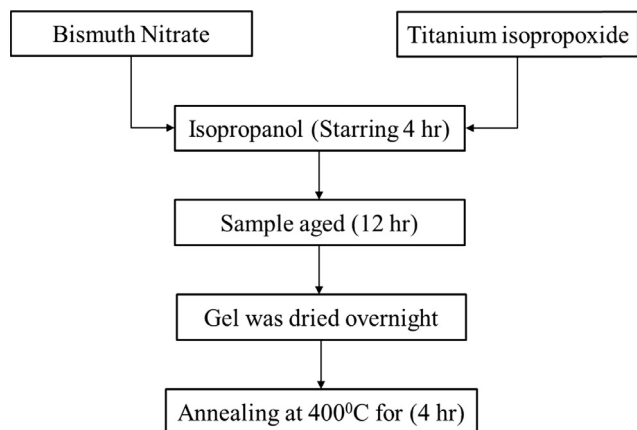 Bismuth Nitrate
Titanium isopropoxide
Isopropanol (Starring 4 hr)
Sample aged (12 hr)
Gel was dried overnight
Annealing at 400⁰C for (4 hr)